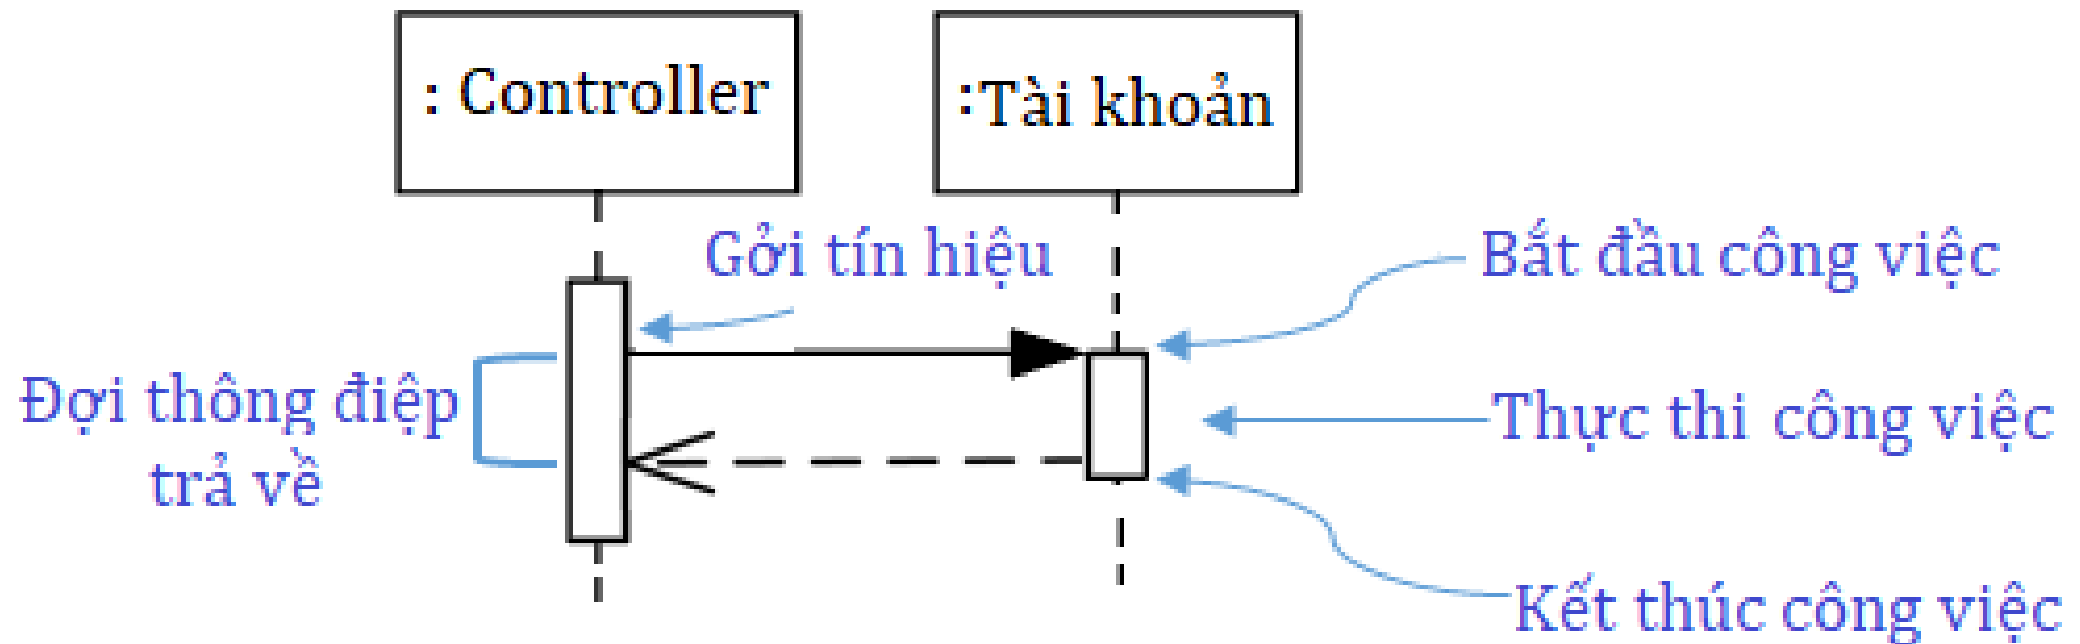 : Controller
:Tài khoản
Gởi tín hiệu
Bắt đầu công việc
Đợi thông điệp
trả về
Thực thi công việc
Kết thúc công việc